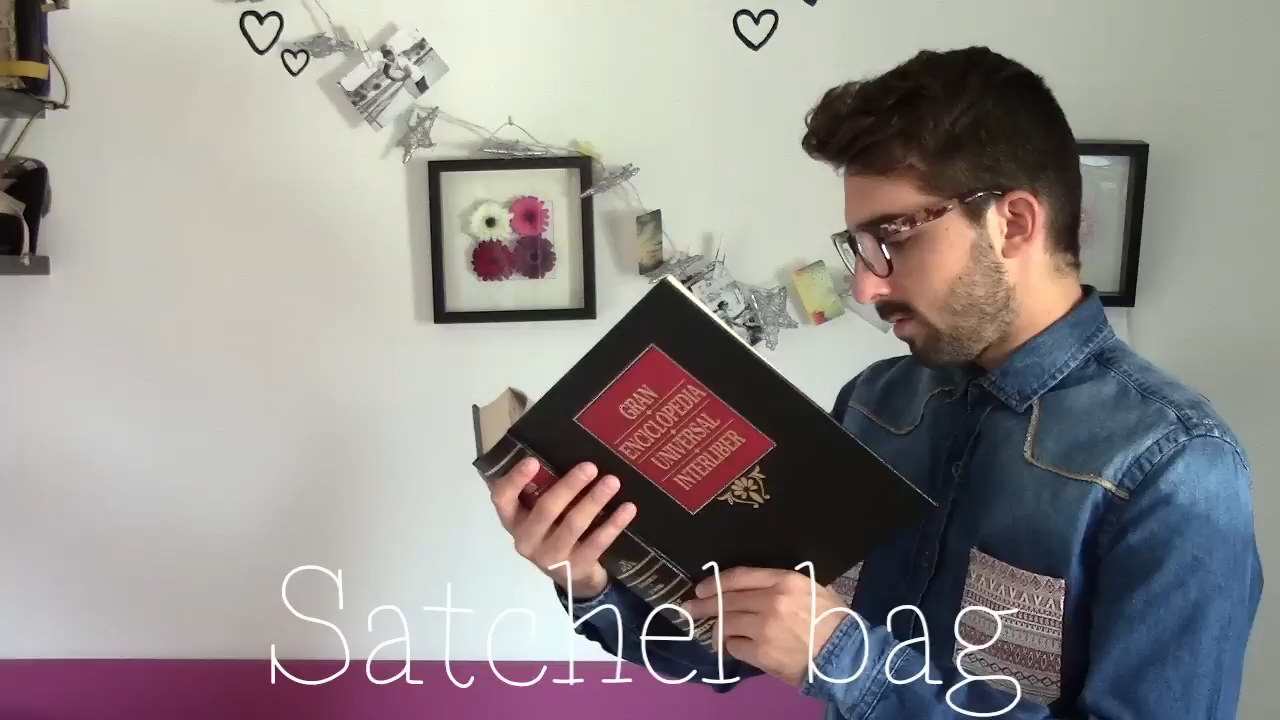 GRAN
ENCICLOPEDIA
UNIVERSAL
INTERLIBER
Satchel bag